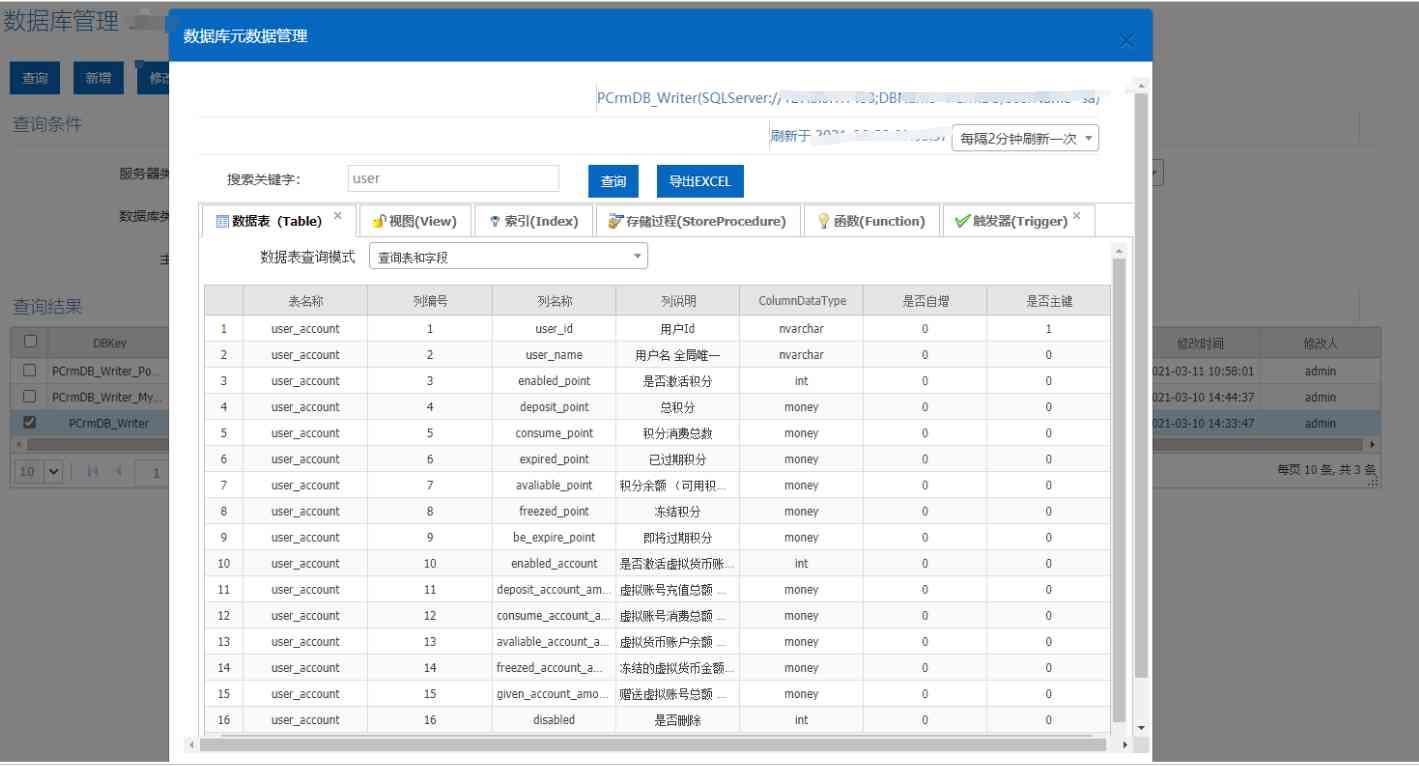 数据库管理
数据库元数据管理
查询 新增 修改
PCrmDB_Writer(SQLServer://
刷新于 每隔2分钟刷新一次
查询条件
搜索关键字： user 查询 导出EXCEL
服务器类
数据库类
主
数据表（Table） 视图(View) 索引(Index) 存储过程(StoreProcedure) 函数(Function) 触发器(Trigger)
数据表查询模式 查询表和字段
查询结果
表名称 列编号 列名称 列说明 ColumnDataType 是否自增 是否主键
1 user_account 1 user_id 用户Id nvarchar 0 1
2 user_account 2 user_name 用户名 全局唯一 nvarchar 0 0
3 user_account 3 enabled_point 是否激活积分 int 0 0
4 user_account 4 deposit_point 总积分 money 0 0
5 user_account 5 consume_point 积分消费总数 money 0 0
6 user_account 6 expired_point 已过期积分 money 0 0
7 user_account 7 avaliable_point 积分余额 （可用积... money 0 0
8 user_account 8 freezed_point 冻结积分 money 0 0
9 user_account 9 be_expire_point 即将过期积分 money 0 0
10 user_account 10 enabled_account 是否激活虚拟货币账... int 0 0
11 user_account 11 deposit_account_am... 虚拟账号充值总额 ... money 0 0
12 user_account 12 consume_account_a... 虚拟账号消费总额 ... money 0 0
13 user_account 13 avaliable_account_a... 虚拟货币账户余额 ... money 0 0
14 user_account 14 freezed_account_a... 冻结的虚拟货币金额... money 0 0
15 user_account 15 given_account_amo... 赠送虚拟账号总额 ... money 0 0
16 user_account 16 disabled 是否删除 int 0 0
DBKey 修改时间 修改人
PCrmDB_Writer_Po... 021-03-11 10:58:01 admin
PCrmDB_Writer_My... 021-03-10 14:44:37 admin
PCrmDB_Writer 021-03-10 14:33:47 admin
10 1 每页 10 条, 共 3 条